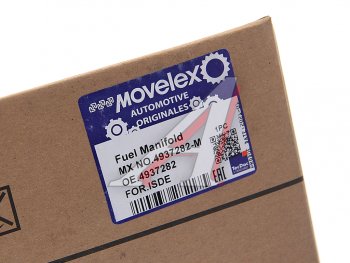 MOVelex
AUTOMOTIVE
ORIGINALES
Fuel Manifold
MX NO.4937282-M
OE.4937282
FOR.ISDE
1PC
EAC